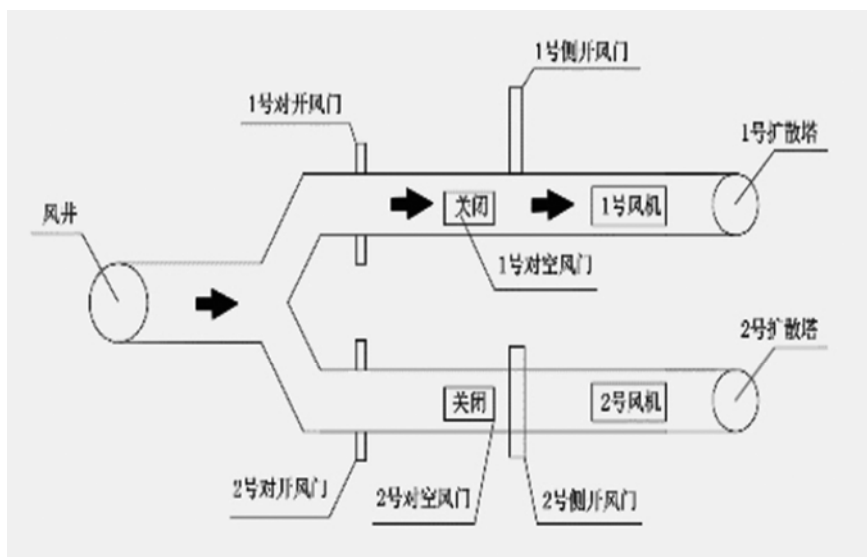 1号侧开风门
1号对开风门
1号扩散塔
风井
关闭
1号风机
1号对空风门
2号扩散塔
关闭
2号风机
2号对开风门
2号对空风门
2号侧开风门